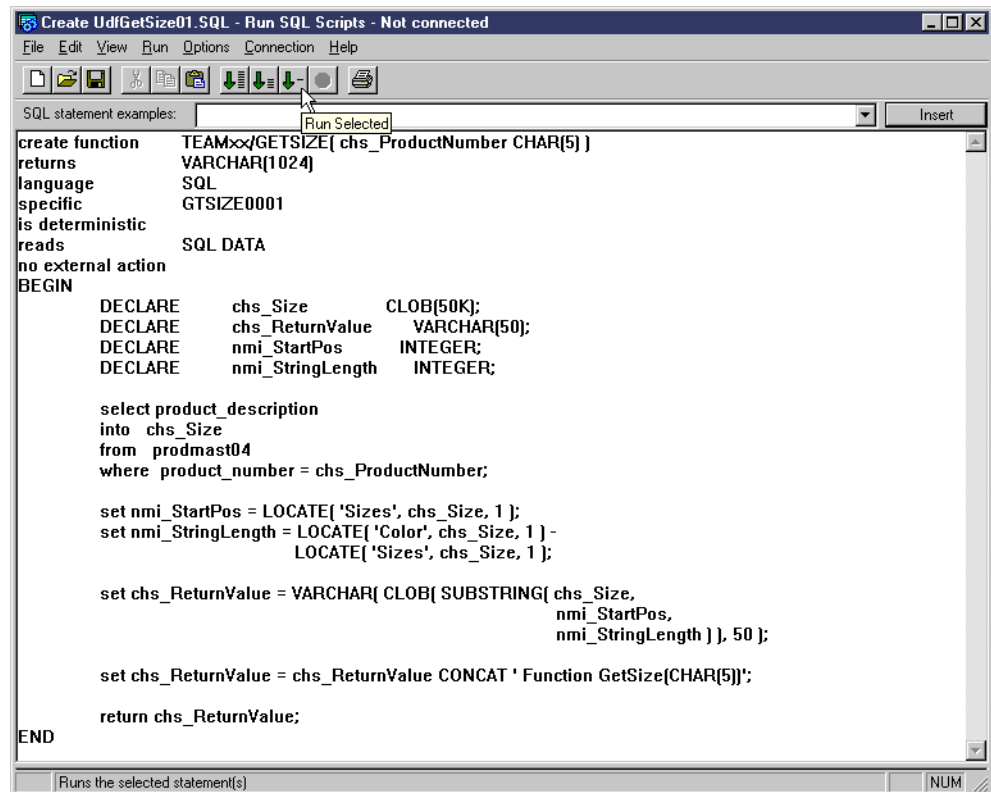 Create UdfGetSize01.SQL - Run SQL Scripts - Not connected
File Edit View Run Options Connection Help
SQL statement examples:
Insert
Run Selected
create function TEAMxx/GETSIZE( chs_ProductNumber CHAR(5) )
returns VARCHAR(1024)
language SQL
specific GTSIZE0001
is deterministic
reads SQL DATA
no external action
BEGIN
DECLARE chs_Size CLOB(50K);
DECLARE chs_ReturnValue VARCHAR(50);
DECLARE nmi_StartPos INTEGER;
DECLARE nmi_StringLength INTEGER;
select product_description
into chs_Size
from prodmast04
where product_number = chs_ProductNumber;
set nmi_StartPos = LOCATE( 'Sizes', chs_Size, 1 );
set nmi_StringLength = LOCATE( 'Color', chs_Size, 1 ) -
LOCATE( 'Sizes', chs_Size, 1 );
set chs_ReturnValue = VARCHAR( CLOB( SUBSTRING( chs_Size,
nmi_StartPos,
nmi_StringLength ) ), 50 );
set chs_ReturnValue = chs_ReturnValue CONCAT ' Function GetSize(CHAR(5))';
return chs_ReturnValue;
END
Runs the selected statement(s)
NUM